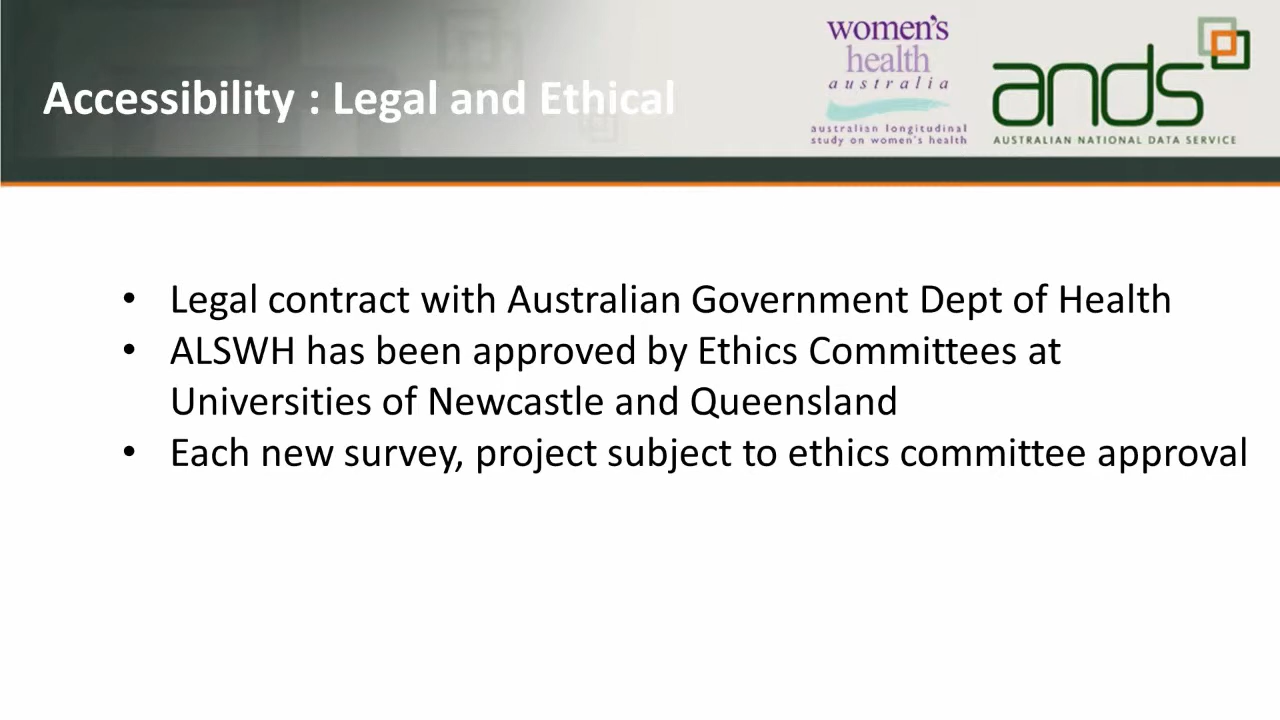 Accessibility : Legal and Ethical
women's
health
australia
australian longitudinal
study on women's health
ands
AUSTRALIAN NATIONAL DATA SERVICE
• Legal contract with Australian Government Dept of Health
• ALSWH has been approved by Ethics Committees at
Universities of Newcastle and Queensland
• Each new survey, project subject to ethics committee approval